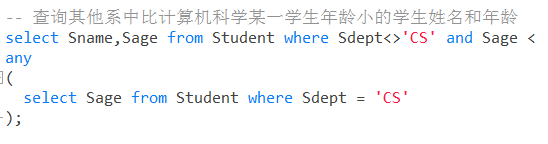 -- 查询其他系中比计算机科学某一学生年龄小的学生姓名和年龄
select Sname,Sage from Student where Sdept<>'CS' and Sage <
any
(
select Sage from Student where Sdept = 'CS'
);